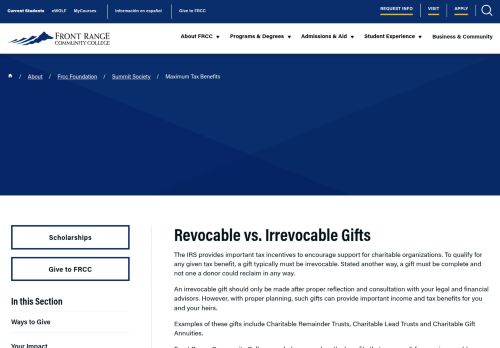 Current Students eWOLF MyCourses Información en español Give to FRCC REQUEST INFO VISIT APPLY
FRONT RANGE
COMMUNITY COLLEGE
About FRCC Programs & Degrees Admissions & Aid Student Experience Business & Community
/ About / Frcc Foundation / Summit Society / Maximum Tax Benefits
Scholarships
Give to FRCC
In this Section
Ways to Give
Your Impact
Revocable vs. Irrevocable Gifts
The IRS provides important tax incentives to encourage support for charitable organizations. To qualify for
any given tax benefit, a gift typically must be irrevocable. Stated another way, a gift must be complete and
not one a donor could reclaim in any way.
An irrevocable gift should only be made after proper reflection and consultation with your legal and financial
advisors. However, with proper planning, such gifts can provide important income and tax benefits for you
and your heirs.
Examples of these gifts include Charitable Remainder Trusts, Charitable Lead Trusts and Charitable Gift
Annuities.